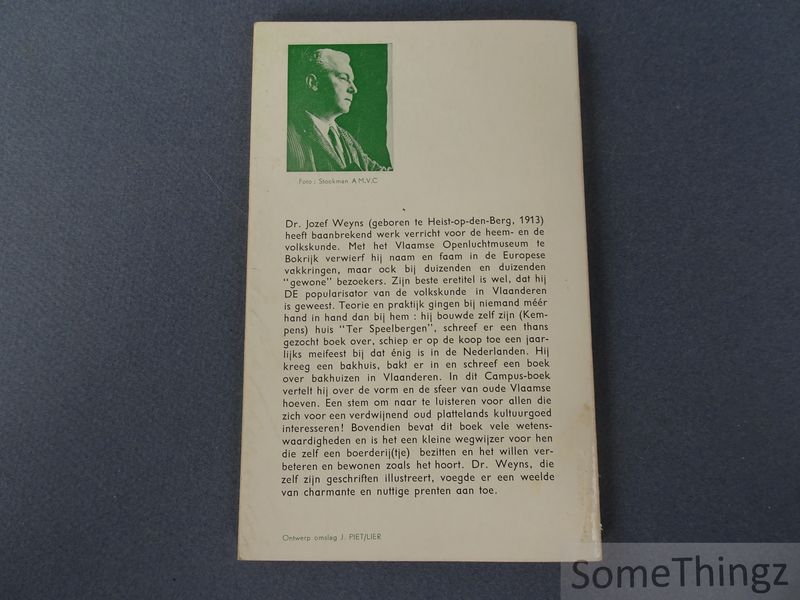 Foto : Stockman A.M.V.C
Dr. Jozef Weyns (geboren te Heist-op-den-Berg, 1913)
heeft baanbrekend werk verricht voor de heem- en de
volkskunde. Met het Vlaamse Openluchtmuseum te
Bokrijk verwierf hij naam en faam in de Europese
vakkringen, maar ook bij duizenden en duizenden
"gewone" bezoekers. Zijn beste eretitel is wel, dat hij
DE popularisator van de volkskunde in Vlaanderen
is geweest. Teorie en praktijk gingen bij niemand méér
hand in hand dan bij hem : hij bouwde zelf zijn (Kem-
pens) huis "Ter Speelbergen", schreef er een thans
gezocht boek over, schiep er op de koop toe een jaar-
lijks meifeest bij dat énig is in de Nederlanden. Hij
kreeg een bakhuis, bakt er in en schreef een boek
over bakhuizen in Vlaanderen. In dit Campus-boek
vertelt hij over de vorm en de sfeer van oude Vlaamse
hoeven. Een stem om naar te luisteren voor allen die
zich voor een verdwijnend oud plattelands kultuurgoed
interesseren! Bovendien bevat dit boek vele wetens-
waardigheden en is het een kleine wegwijzer voor hen
die zelf een boerderij(tje) bezitten en het willen ver-
beteren en bewonen zoals het hoort. Dr. Weyns, die
zelf zijn geschriften illustreert, voegde er een weelde
van charmante en nuttige prenten aan toe.
Ontwerp omslag J. PIET/LIER
SomeThingz